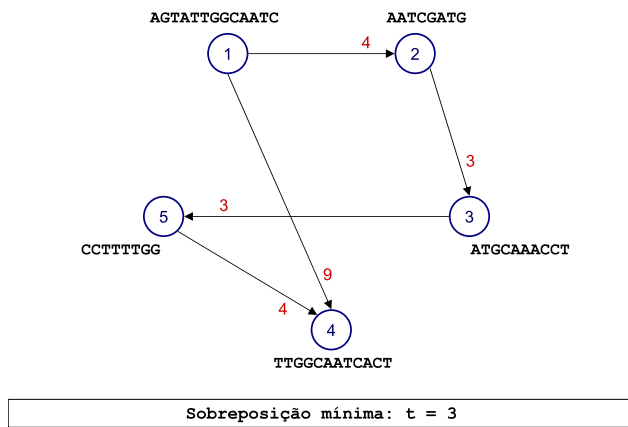 AGTATTGGCAATC
AATCGATG
1
4
2
3
5
3
3
CCTTTTGG
ATGCAAACCT
9
4
4
TTGGCAATCACT
Sobreposição mínima: t = 3